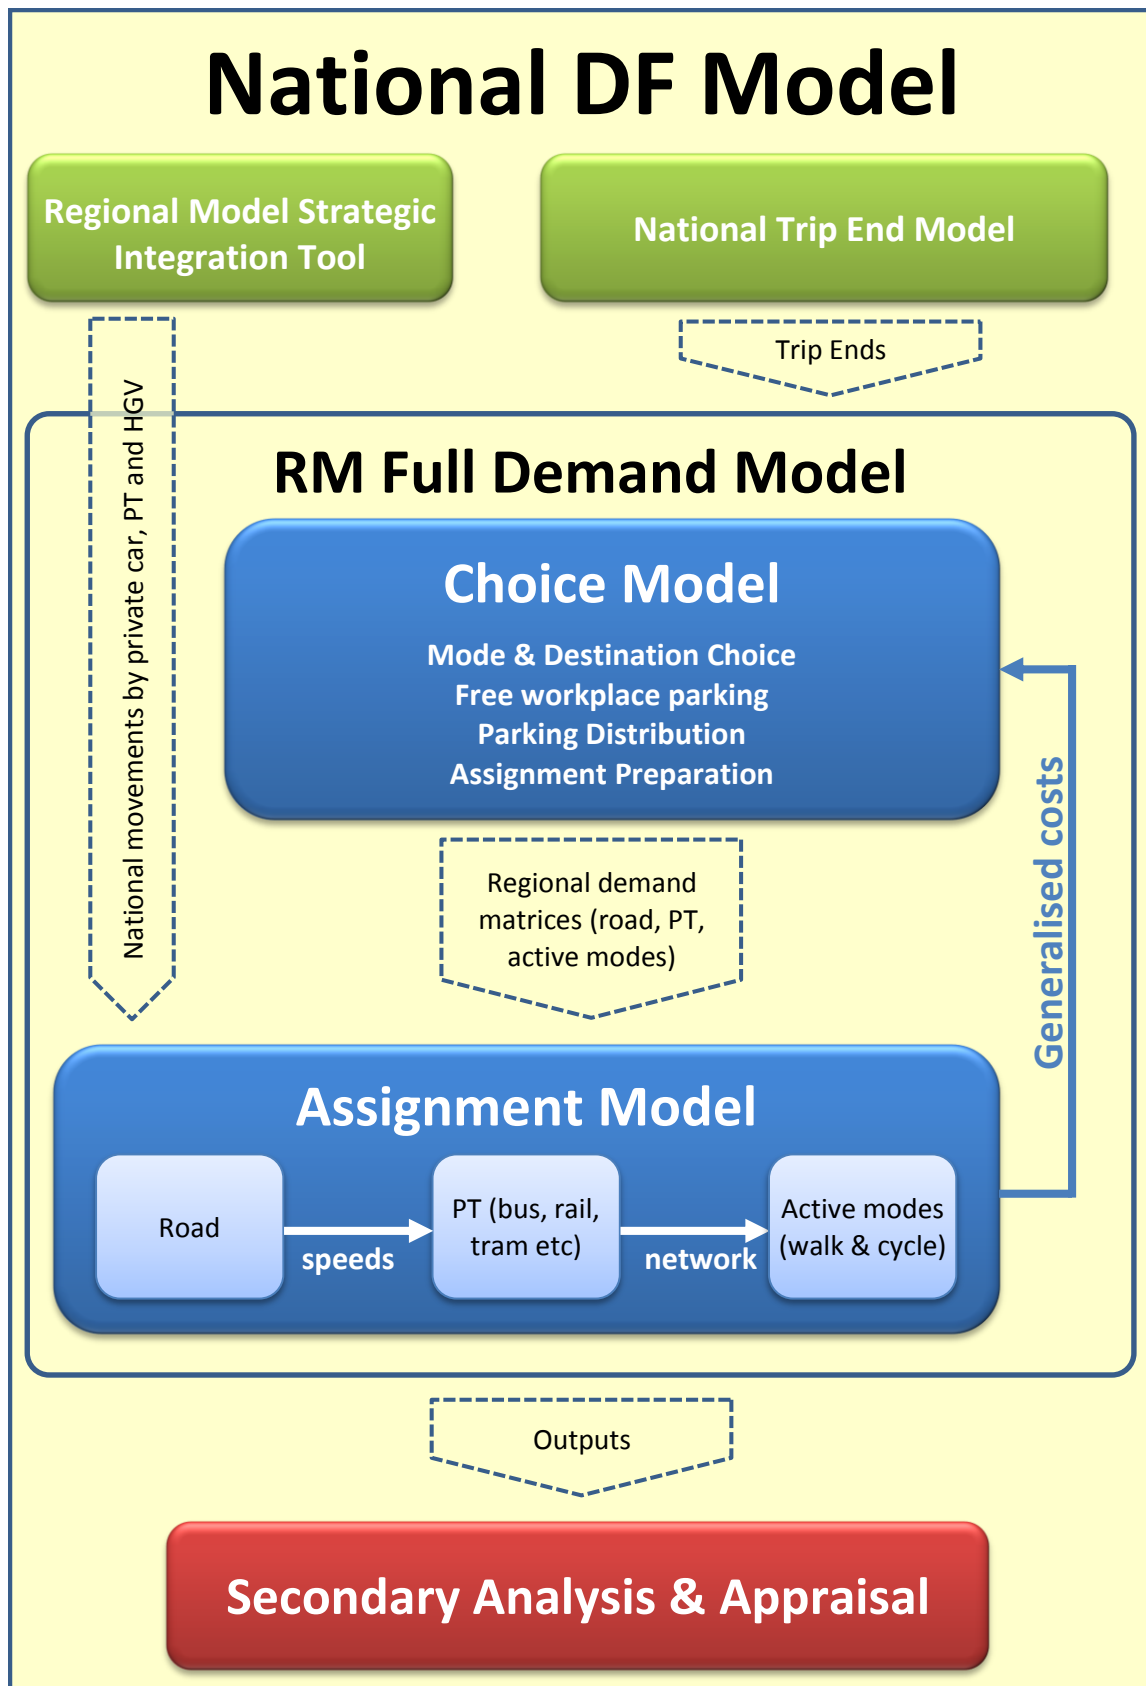 National DF Model
Regional Model Strategic
Integration Tool
National Trip End Model
Trip Ends
National movements by private car, PT and HGV
RM Full Demand Model
Choice Model
Mode & Destination Choice
Free workplace parking
Parking Distribution
Assignment Preparation
Generalised costs
Regional demand
matrices (road, PT,
active modes)
Assignment Model
Road
speeds
PT (bus, rail,
tram etc)
network
Active modes
(walk & cycle)
Outputs
Secondary Analysis & Appraisal